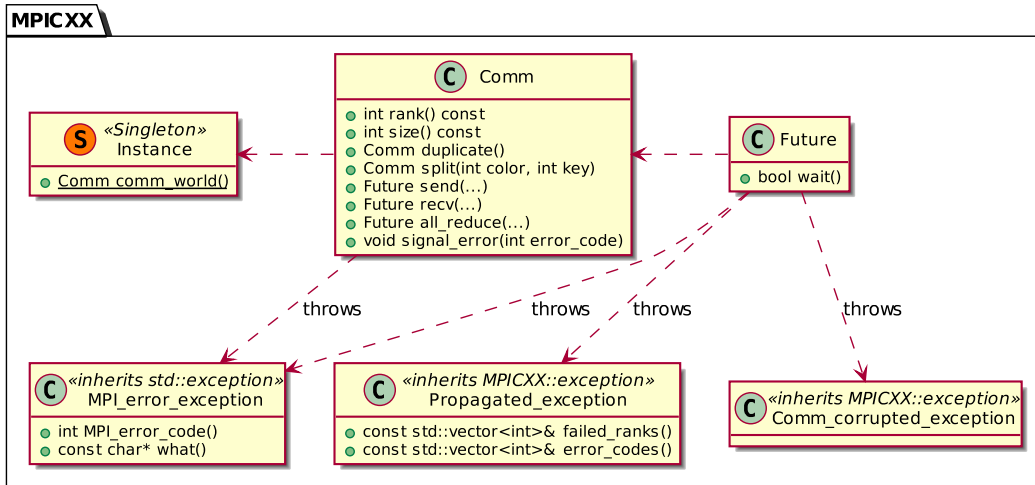 MPICXX
S
«Singleton»
Instance
Comm comm_world()
C
Comm
int rank() const
int size() const
Comm duplicate()
Comm split(int color, int key)
Future send(...)
Future recv(...)
Future all_reduce(...)
void signal_error(int error_code)
C
Future
bool wait()
throws
throws
throws
throws
C
«inherits std::exception»
MPI_error_exception
int MPI_error_code()
const char* what()
C
«inherits MPICXX::exception»
Propagated_exception
const std::vector<int>& failed_ranks()
const std::vector<int>& error_codes()
C
«inherits MPICXX::exception»
Comm_corrupted_exception